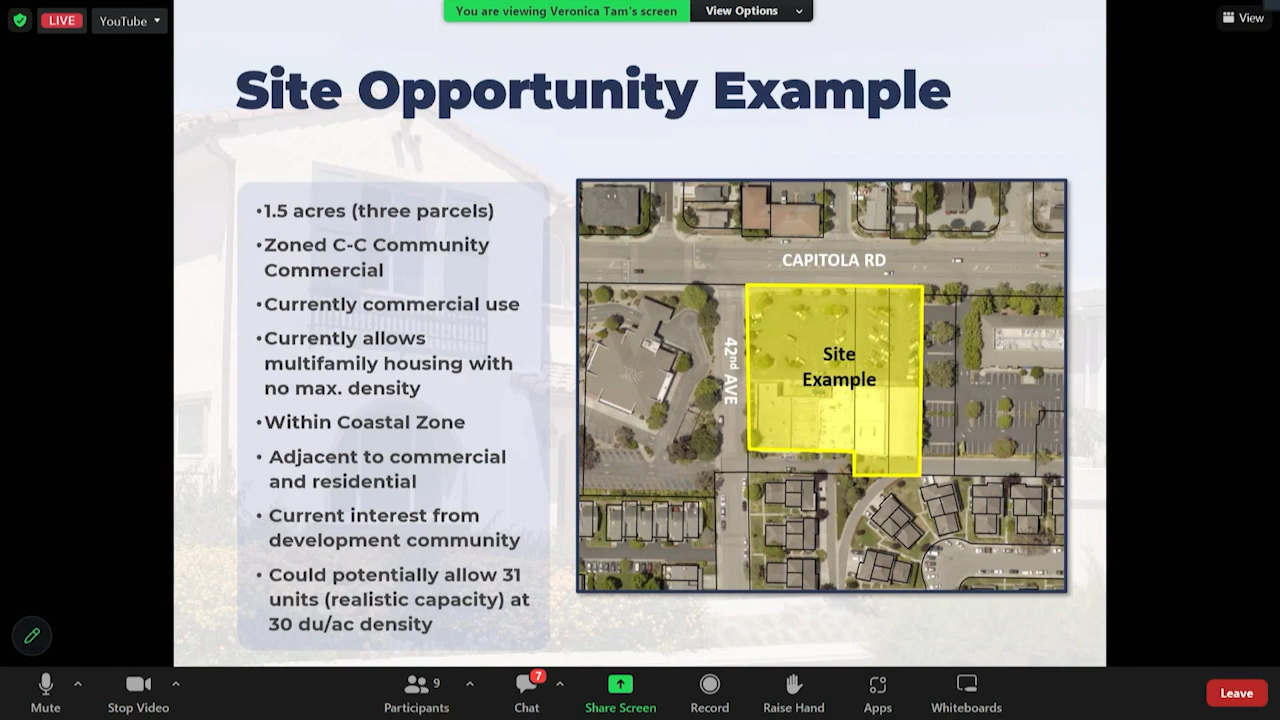 LIVE
YouTube
You are viewing Veronica Tam's screen
View Options
View
Site Opportunity Example
•1.5 acres (three parcels)
•Zoned C-C Community
Commercial
•Currently commercial use
•Currently allows
multifamily housing with
no max. density
•Within Coastal Zone
• Adjacent to commercial
and residential
• Current interest from
development community
• Could potentially allow 31
units (realistic capacity) at
30 du/ac density
CAPITOLA RD
42nd AVE
Site
Example
Mute
Stop Video
9
Participants
7
Chat
Share Screen
Record
Raise Hand
Apps
Whiteboards
Leave